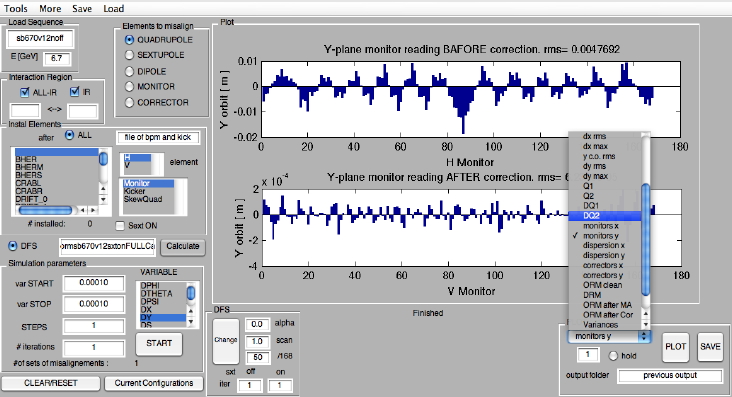 Tools More Save Load
Load Sequence
sb670v12noff
E [GeV] 6.7
Interaction Region
ALL-IR IR
<-->
Instal Elements
after ALL file of bpm and kick
BHER
BHERM
BHERS
CRABL
CRABR
DRIFT_0
H
V
element
Monitor
Kicker
SkewQuad
# installed: 0 Sext ON
DFS ormsb670v12sxtonFULLCa Calculate
Simulation parameters
var START 0.00010
var STOP 0.00010
STEPS 1
# iterations 1
#of sets of misalignements : 1
VARIABLE
DPHI
DTHETA
DPSI
DX
DY
DS
START
CLEAR/RESET Current Configurations
Elements to misalign
QUADRUPOLE
SEXTUPOLE
DIPOLE
MONITOR
CORRECTOR
Plot
Y-plane monitor reading BAFORE correction. rms= 0.0047692
Y orbit [ m ]
0.01
0
-0.01
-0.02
0 20 40 60 80 100 120 140 160 180
H Monitor
Y-plane monitor reading AFTER correction. rms= 6
x 10^-4
Y orbit [ m ]
2
0
-2
-4
0 20 40 60 80 100 120 180
V Monitor
Finished
DFS
Change
0.0 alpha
1.0 scan
50 /168
sxt off on
iter 1 1
dx rms
dx max
y c.o. rms
dy rms
dy max
Q1
Q2
DQ1
DQ2
monitors x
✓ monitors y
dispersion x
dispersion y
correctors x
correctors y
ORM clean
DRM
ORM after MA
ORM after Cor
Variances
monitors y
1 hold
PLOT SAVE
output folder previous output